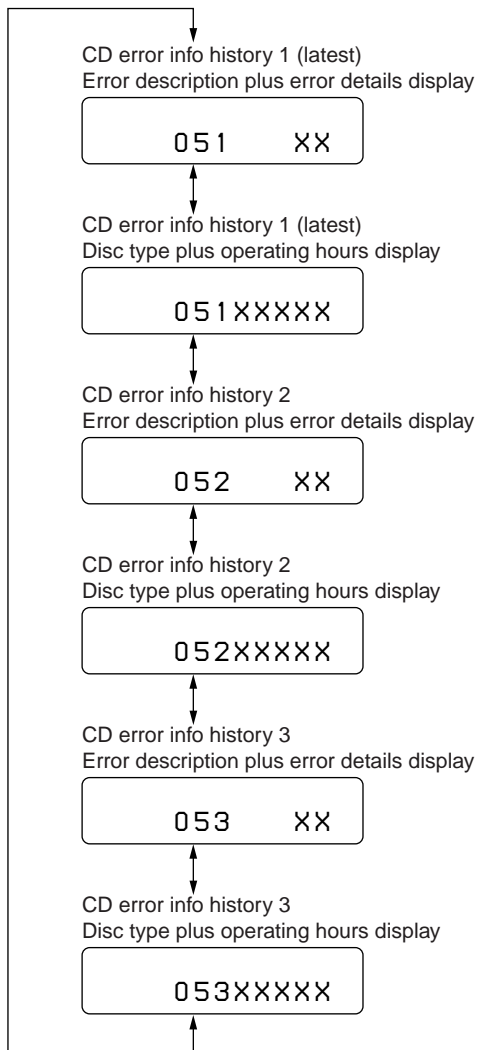 CD error info history 1 (latest)
Error description plus error details display
051 XX
CD error info history 1 (latest)
Disc type plus operating hours display
051XXXXX
CD error info history 2
Error description plus error details display
052 XX
CD error info history 2
Disc type plus operating hours display
052XXXXX
CD error info history 3
Error description plus error details display
053 XX
CD error info history 3
Disc type plus operating hours display
053XXXXX